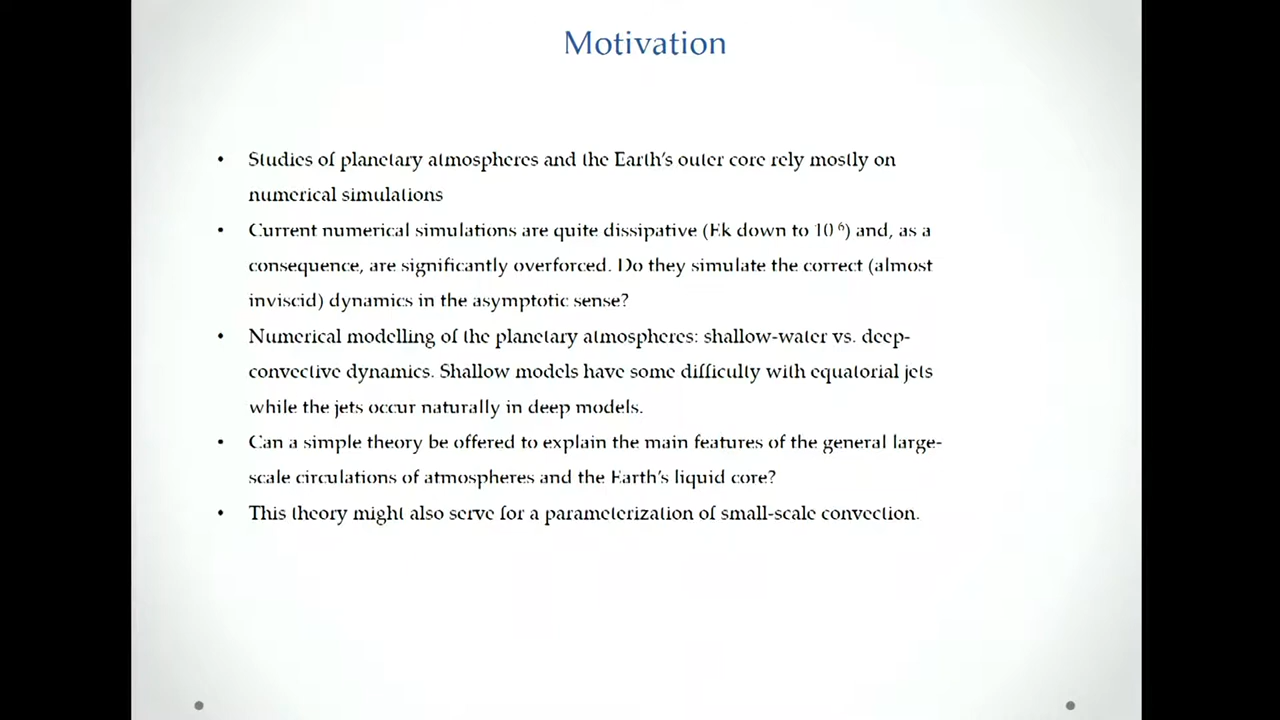 Motivation
• Studies of planetary atmospheres and the Earth's outer core rely mostly on
numerical simulations
• Current numerical simulations are quite dissipative (Ek down to 10⁻⁶) and, as a
consequence, are significantly overforced. Do they simulate the correct (almost
inviscid) dynamics in the asymptotic sense?
• Numerical modelling of the planetary atmospheres: shallow-water vs. deep-
convective dynamics. Shallow models have some difficulty with equatorial jets
while the jets occur naturally in deep models.
• Can a simple theory be offered to explain the main features of the general large-
scale circulations of atmospheres and the Earth's liquid core?
• This theory might also serve for a parameterization of small-scale convection.